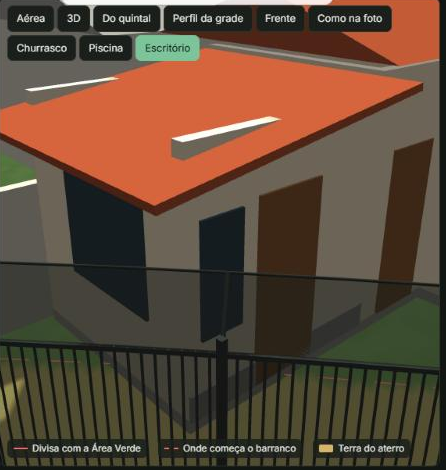 Aérea 3D Do quintal Perfil da grade Frente Como na foto
Churrasco Piscina Escritório
Divisa com a Área Verde Onde começa o barranco Terra do aterro